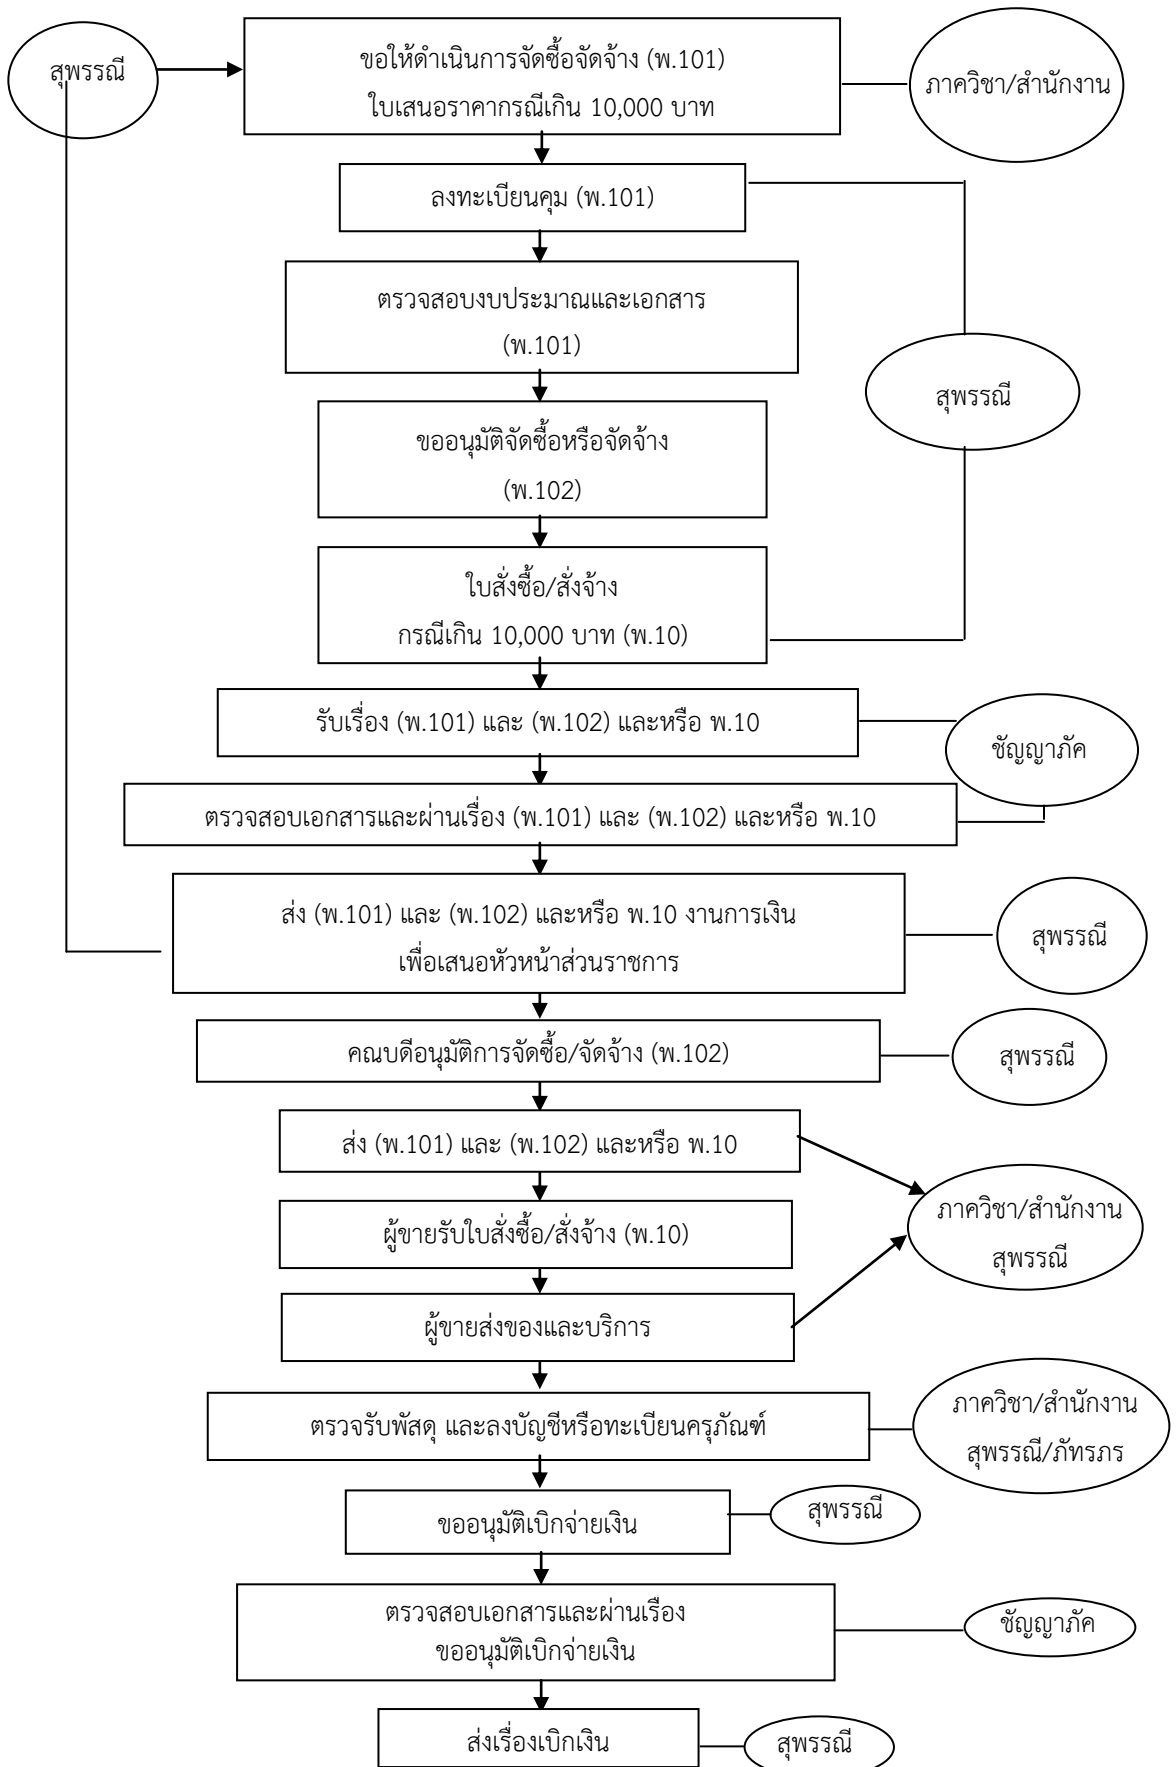 สุพรรณี
ขอให้ดำเนินการจัดซื้อจัดจ้าง (พ.101)
ใบเสนอราคากรณีเกิน 10,000 บาท
ภาควิชา/สำนักงาน
ลงทะเบียนคุม (พ.101)
ตรวจสอบงบประมาณและเอกสาร
(พ.101)
สุพรรณี
ขออนุมัติจัดซื้อหรือจัดจ้าง
(พ.102)
ใบสั่งซื้อ/สั่งจ้าง
กรณีเกิน 10,000 บาท (พ.10)
รับเรื่อง (พ.101) และ (พ.102) และหรือ พ.10
ชัญญาภัค
ตรวจสอบเอกสารและผ่านเรื่อง (พ.101) และ (พ.102) และหรือ พ.10
ส่ง (พ.101) และ (พ.102) และหรือ พ.10 งานการเงิน
เพื่อเสนอหัวหน้าส่วนราชการ
สุพรรณี
คณบดีอนุมัติการจัดซื้อ/จัดจ้าง (พ.102)
สุพรรณี
ส่ง (พ.101) และ (พ.102) และหรือ พ.10
ภาควิชา/สำนักงาน
สุพรรณี
ผู้ขายรับใบสั่งซื้อ/สั่งจ้าง (พ.10)
ผู้ขายส่งของและบริการ
ตรวจรับพัสดุ และลงบัญชีหรือทะเบียนครุภัณฑ์
ภาควิชา/สำนักงาน
สุพรรณี/ภัทรภร
ขออนุมัติเบิกจ่ายเงิน
สุพรรณี
ตรวจสอบเอกสารและผ่านเรื่อง
ขออนุมัติเบิกจ่ายเงิน
ชัญญาภัค
ส่งเรื่องเบิกเงิน
สุพรรณี